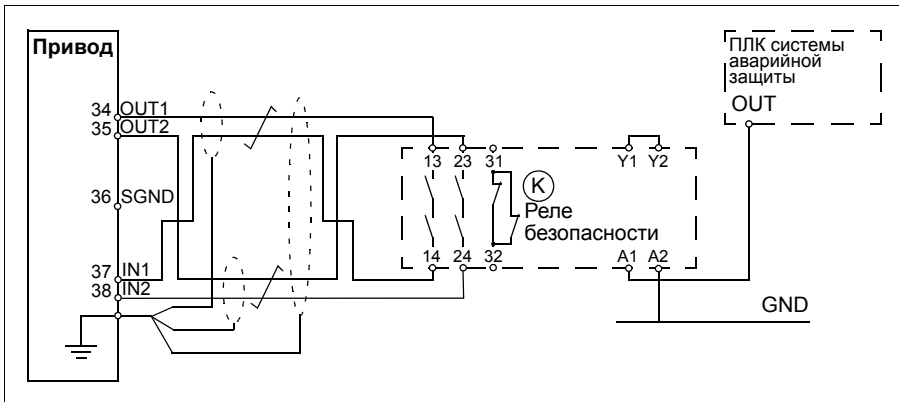 Привод
ПЛК системы
аварийной
защиты
OUT
34 OUT1
35 OUT2
13 23 31 Y1 Y2
36 SGND
K
Реле
безопасности
14 24 32 A1 A2
37 IN1
38 IN2
GND